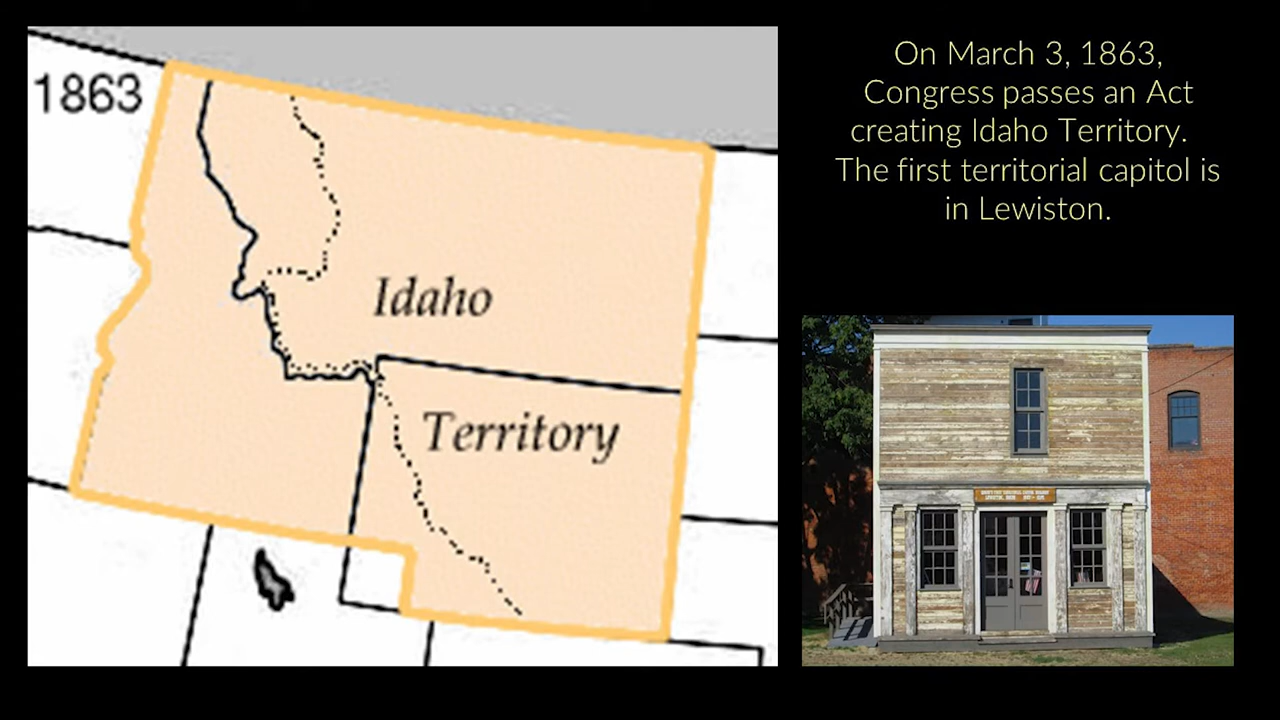 1863
Idaho
Territory
On March 3, 1863,
Congress passes an Act
creating Idaho Territory.
The first territorial capitol is
in Lewiston.